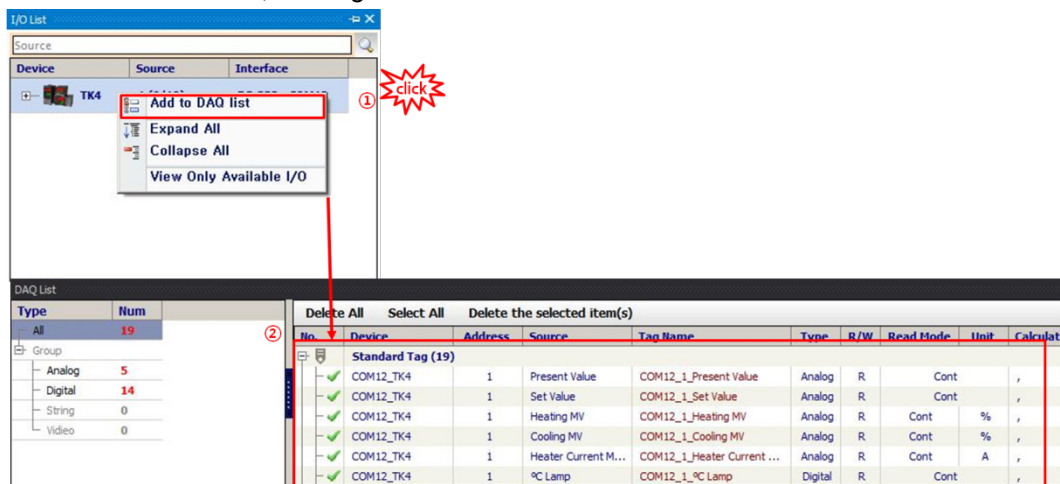 I/O List
Source
Device Source Interface
TK4
① click
Add to DAQ list
Expand All
Collapse All
View Only Available I/O
DAQ List
Type Num
All 19
Group
Analog 5
Digital 14
String 0
Vidieo 0
②
Delete All Select All Delete the selected item(s)
No. Device Address Source Tag Name Type R/W Read Mode Unit Calculat
Standard Tag (19)
COM12_TK4 1 Present Value COM12_1_Present Value Analog R Cont ,
COM12_TK4 1 Set Value COM12_1_Set Value Analog R Cont ,
COM12_TK4 1 Heating MV COM12_1_Heating MV Analog R Cont % ,
COM12_TK4 1 Cooling MV COM12_1_Cooling MV Analog R Cont % ,
COM12_TK4 1 Heater Current M... COM12_1_Heater Current ... Analog R Cont A ,
COM12_TK4 1 ºC Lamp COM12_1_ºC Lamp Digital R Cont ,